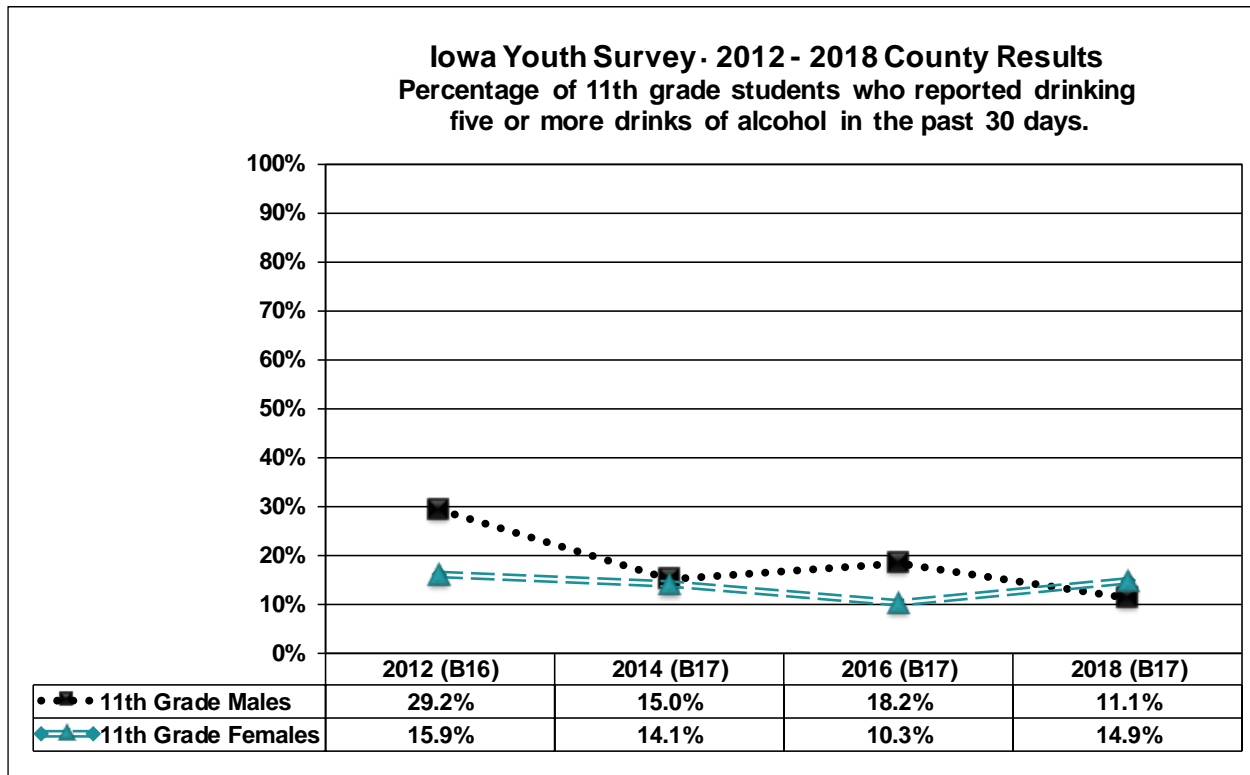 Iowa Youth Survey · 2012 - 2018 County Results
Percentage of 11th grade students who reported drinking
five or more drinks of alcohol in the past 30 days.
100%
90%
80%
70%
60%
50%
40%
30%
20%
10%
0%
2012 (B16) 2014 (B17) 2016 (B17) 2018 (B17)
11th Grade Males 29.2% 15.0% 18.2% 11.1%
11th Grade Females 15.9% 14.1% 10.3% 14.9%